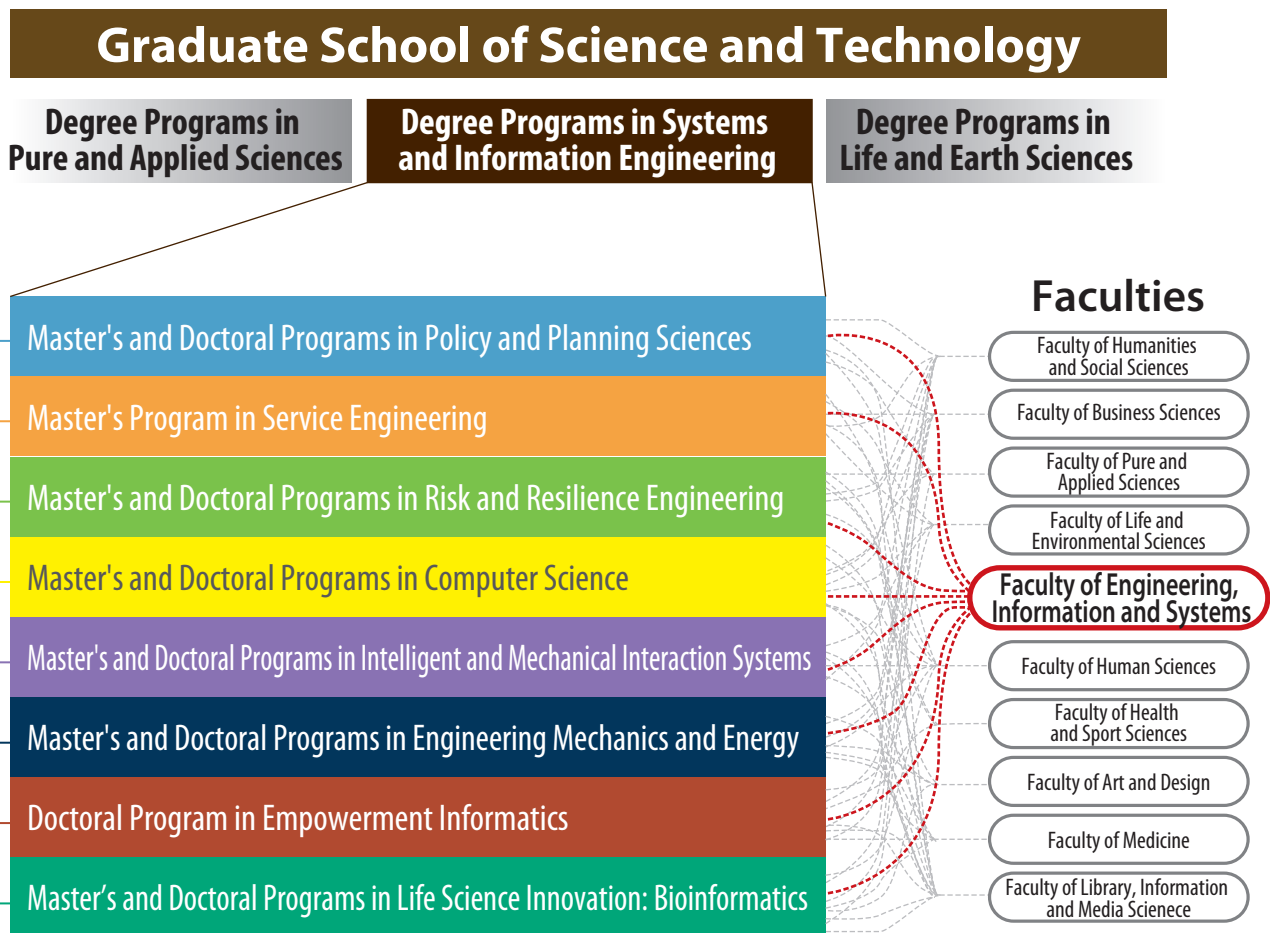 Graduate School of Science and Technology
Degree Programs in
Pure and Applied Sciences
Degree Programs in Systems
and Information Engineering
Degree Programs in
Life and Earth Sciences
Master's and Doctoral Programs in Policy and Planning Sciences
Master's Program in Service Engineering
Master's and Doctoral Programs in Risk and Resilience Engineering
Master's and Doctoral Programs in Computer Science
Master's and Doctoral Programs in Intelligent and Mechanical Interaction Systems
Master's and Doctoral Programs in Engineering Mechanics and Energy
Doctoral Program in Empowerment Informatics
Master’s and Doctoral Programs in Life Science Innovation: Bioinformatics
Faculties
Faculty of Humanities
and Social Sciences
Faculty of Business Sciences
Faculty of Pure and
Applied Sciences
Faculty of Life and
Environmental Sciences
Faculty of Engineering,
Information and Systems
Faculty of Human Sciences
Faculty of Health
and Sport Sciences
Faculty of Art and Design
Faculty of Medicine
Faculty of Library, Information
and Media Scienece